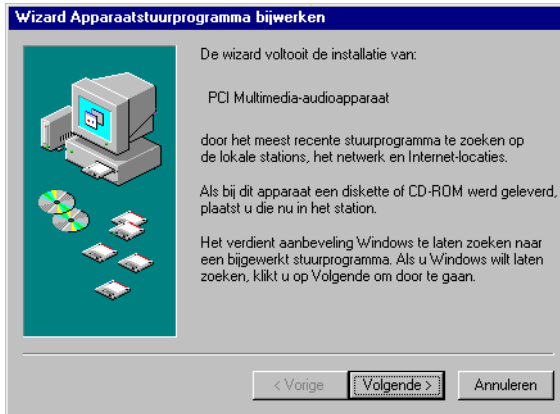 Wizard Apparaatstuurprogramma bijwerken
De wizard voltooit de installatie van:
PCI Multimedia-audioapparaat
door het meest recente stuurprogramma te zoeken op
de lokale stations, het netwerk en Internet-locaties.
Als bij dit apparaat een diskette of CD-ROM werd geleverd,
plaatst u die nu in het station.
Het verdient aanbeveling Windows te laten zoeken naar
een bijgewerkt stuurprogramma. Als u Windows wilt laten
zoeken, klikt u op Volgende om door te gaan.
< Vorige Volgende > Annuleren